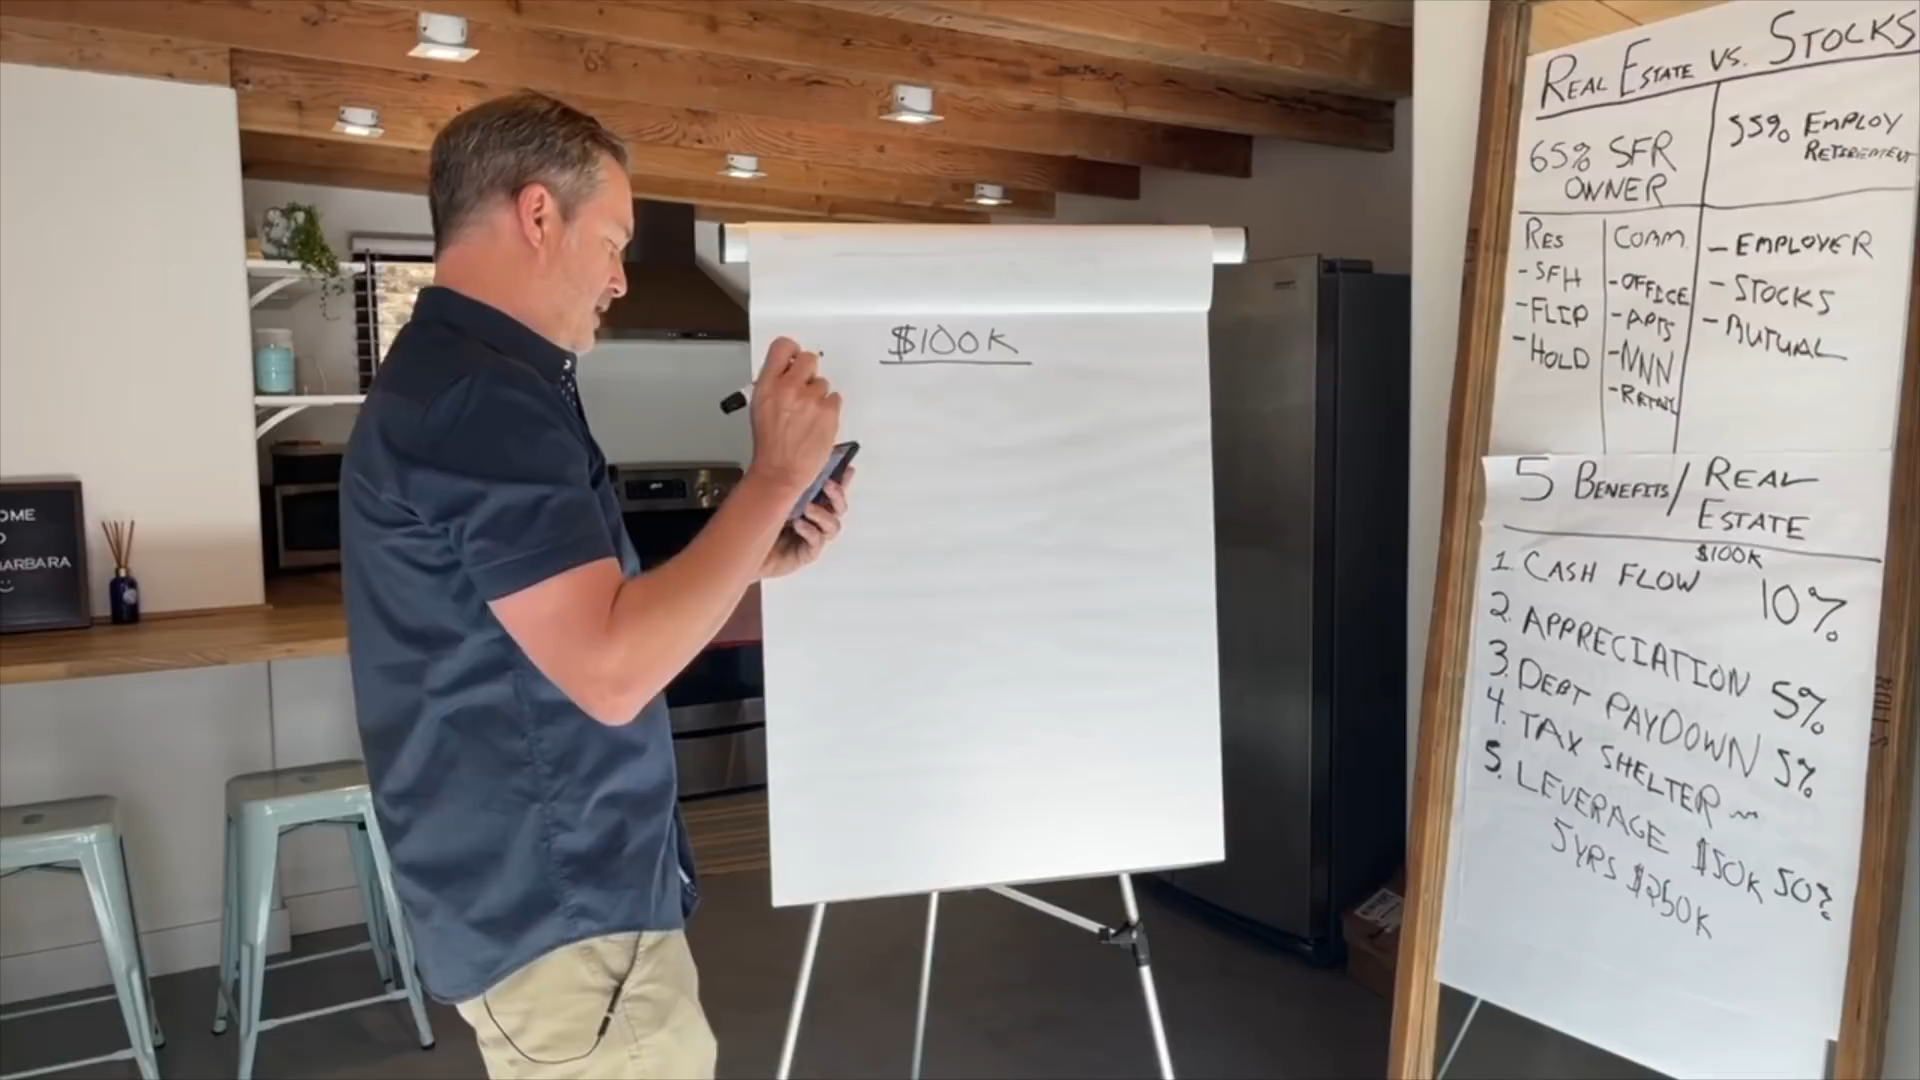 $100K
REAL ESTATE VS. STOCKS
65% SFR
OWNER
55% EMPLOY
RETIREMENT
RES
- SFH
- FLIP
- HOLD
COMM.
- OFFICE
- APTS
- NNN
- RETAIL
- EMPLOYER
- STOCKS
- MUTUAL
5 BENEFITS/ REAL
ESTATE
$100K
1. CASH FLOW 10%
2. APPRECIATION 5%
3. DEBT PAYDOWN 5%
4. TAX SHELTER ~
5. LEVERAGE $50K 50%
5 YRS $250K
OME
O
ARBARA